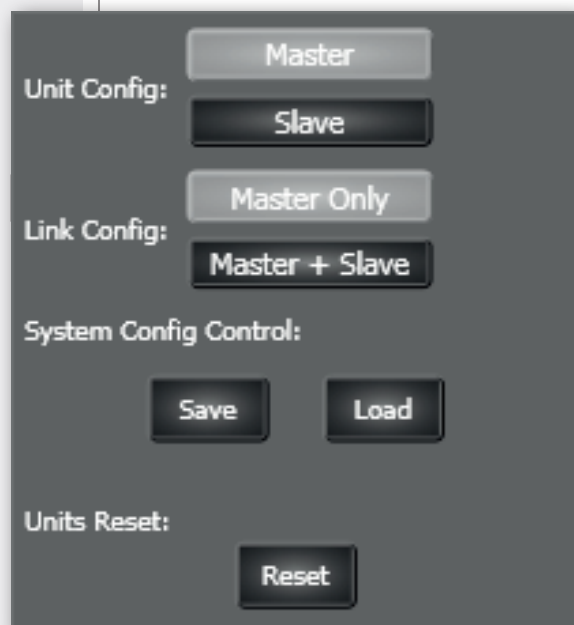 Master
Unit Config:
Slave
Master Only
Link Config:
Master + Slave
System Config Control:
Save Load
Units Reset:
Reset